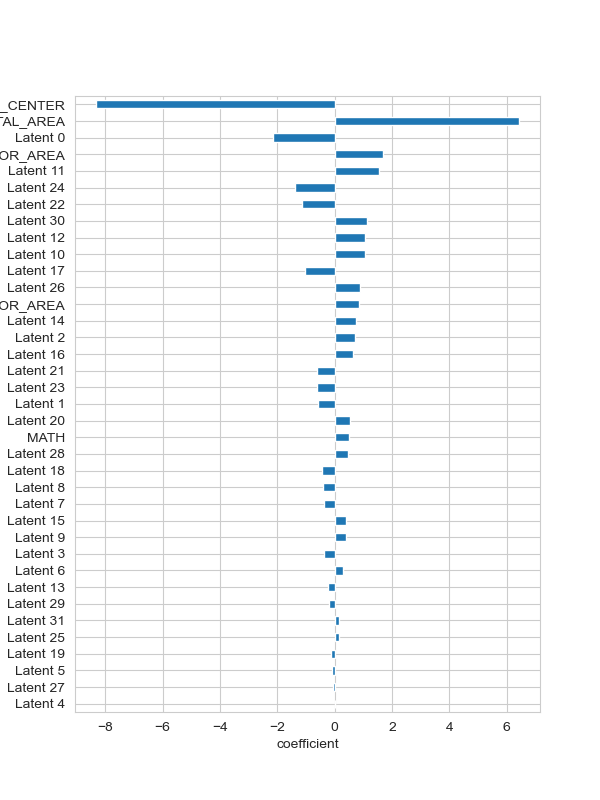 _CENTER
TAL_AREA
Latent 0
OR_AREA
Latent 11
Latent 24
Latent 22
Latent 30
Latent 12
Latent 10
Latent 17
Latent 26
OR_AREA
Latent 14
Latent 2
Latent 16
Latent 21
Latent 23
Latent 1
Latent 20
MATH
Latent 28
Latent 18
Latent 8
Latent 7
Latent 15
Latent 9
Latent 3
Latent 6
Latent 13
Latent 29
Latent 31
Latent 25
Latent 19
Latent 5
Latent 27
Latent 4
−8 −6 −4 −2 0 2 4 6
coefficient